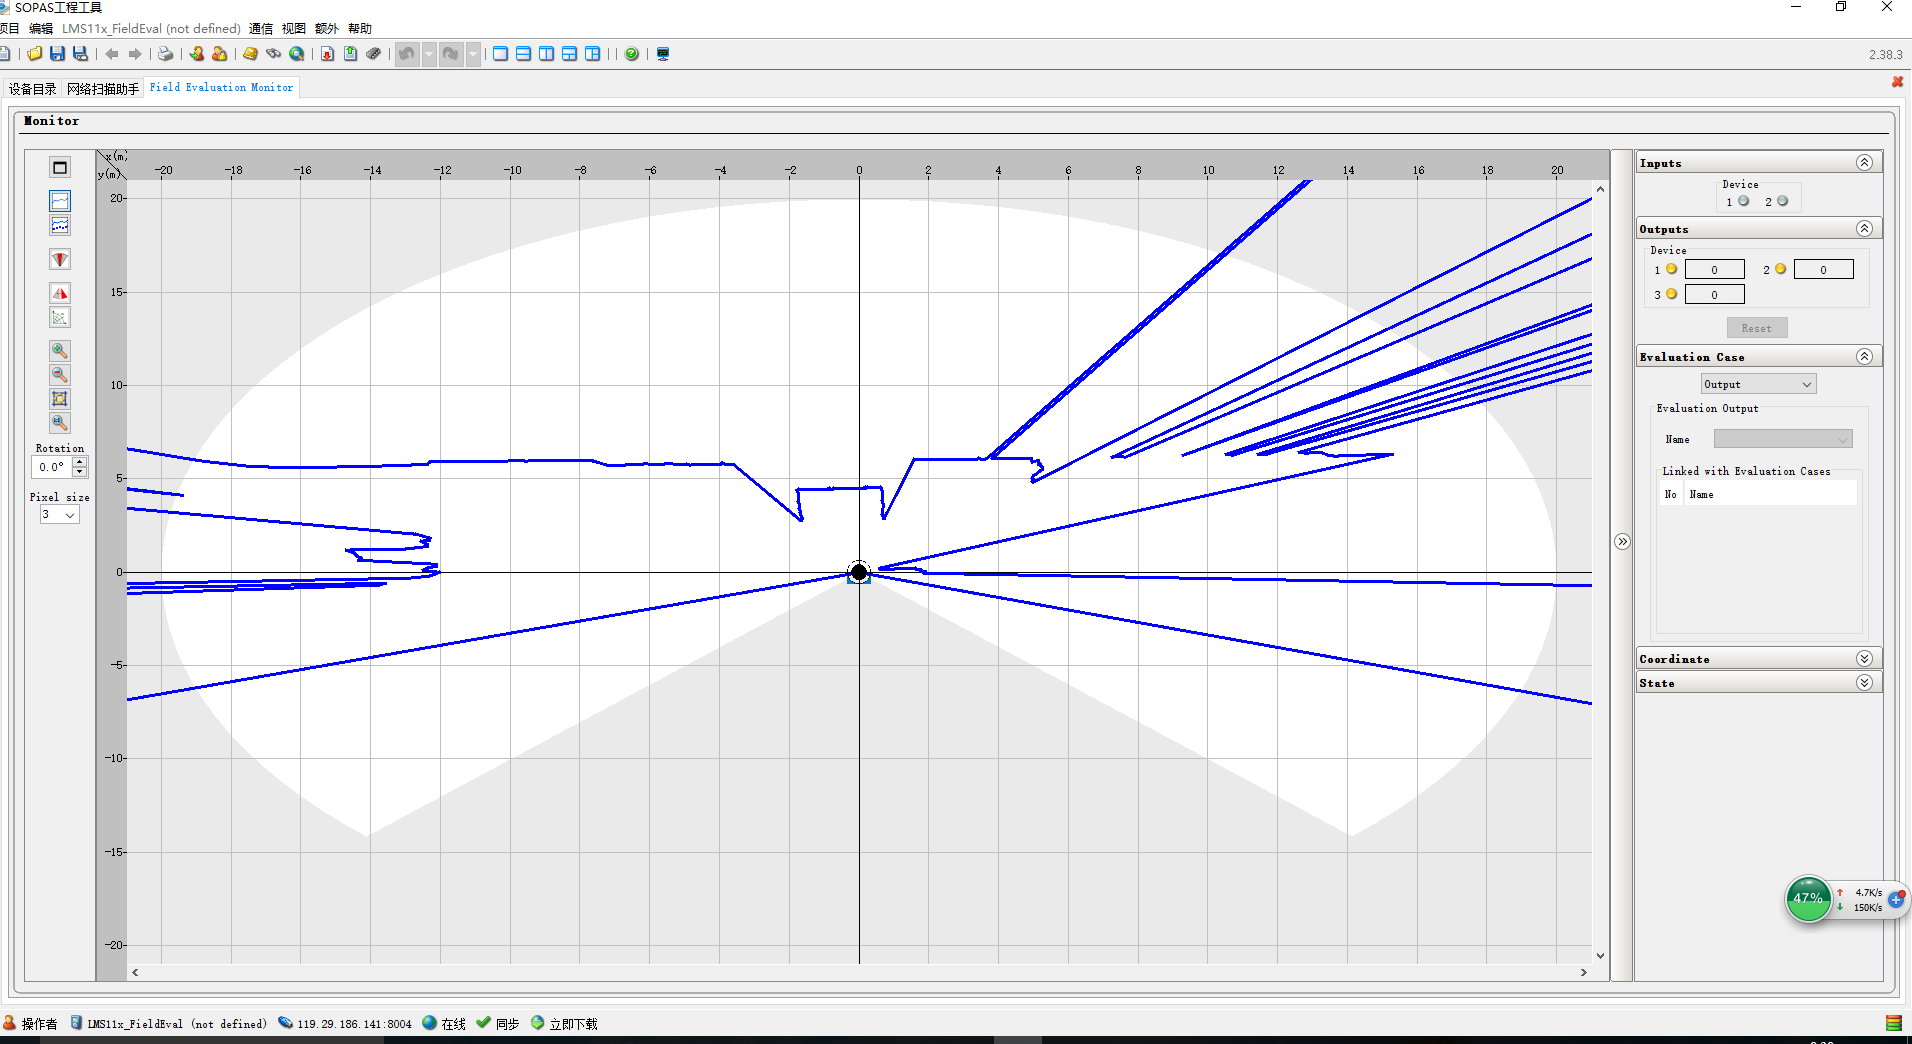 SOPAS工程工具
项目 编辑 LMS11x_FieldEval (not defined) 通信 视图 额外 帮助
2.38.3
设备目录 网络扫描助手 Field Evaluation Monitor
Monitor
x(m)
y(m)
-20 -18 -16 -14 -12 -10 -8 -6 -4 -2 0 2 4 6 8 10 12 14 16 18 20
20
15
10
5
0
-5
-10
-15
-20
Rotation
0.0°
Pixel size
3
Inputs
Device
1 2
Outputs
Device
1 0 2 0
3 0
Reset
Evaluation Case
Output
Evaluation Output
Name
Linked with Evaluation Cases
No Name
Coordinate
State
47% 4.7K/s
150K/s
操作者 LMS11x_FieldEval (not defined) 119.29.186.141:8004 在线 同步 立即下载